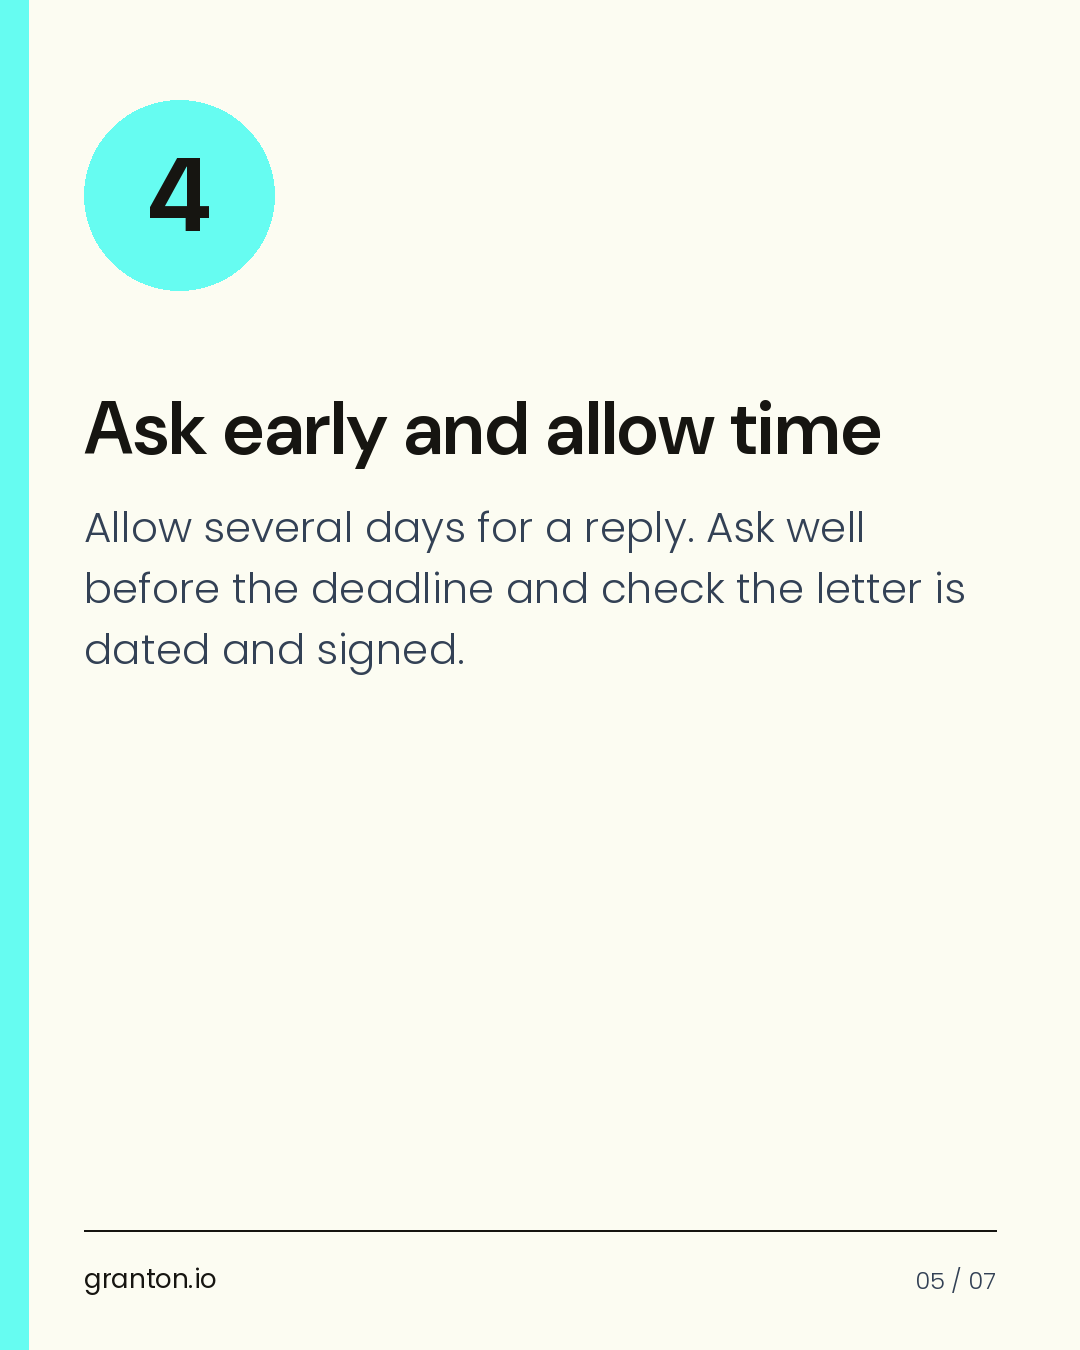 4
Ask early and allow time
Allow several days for a reply. Ask well
before the deadline and check the letter is
dated and signed.
granton.io
05 / 07